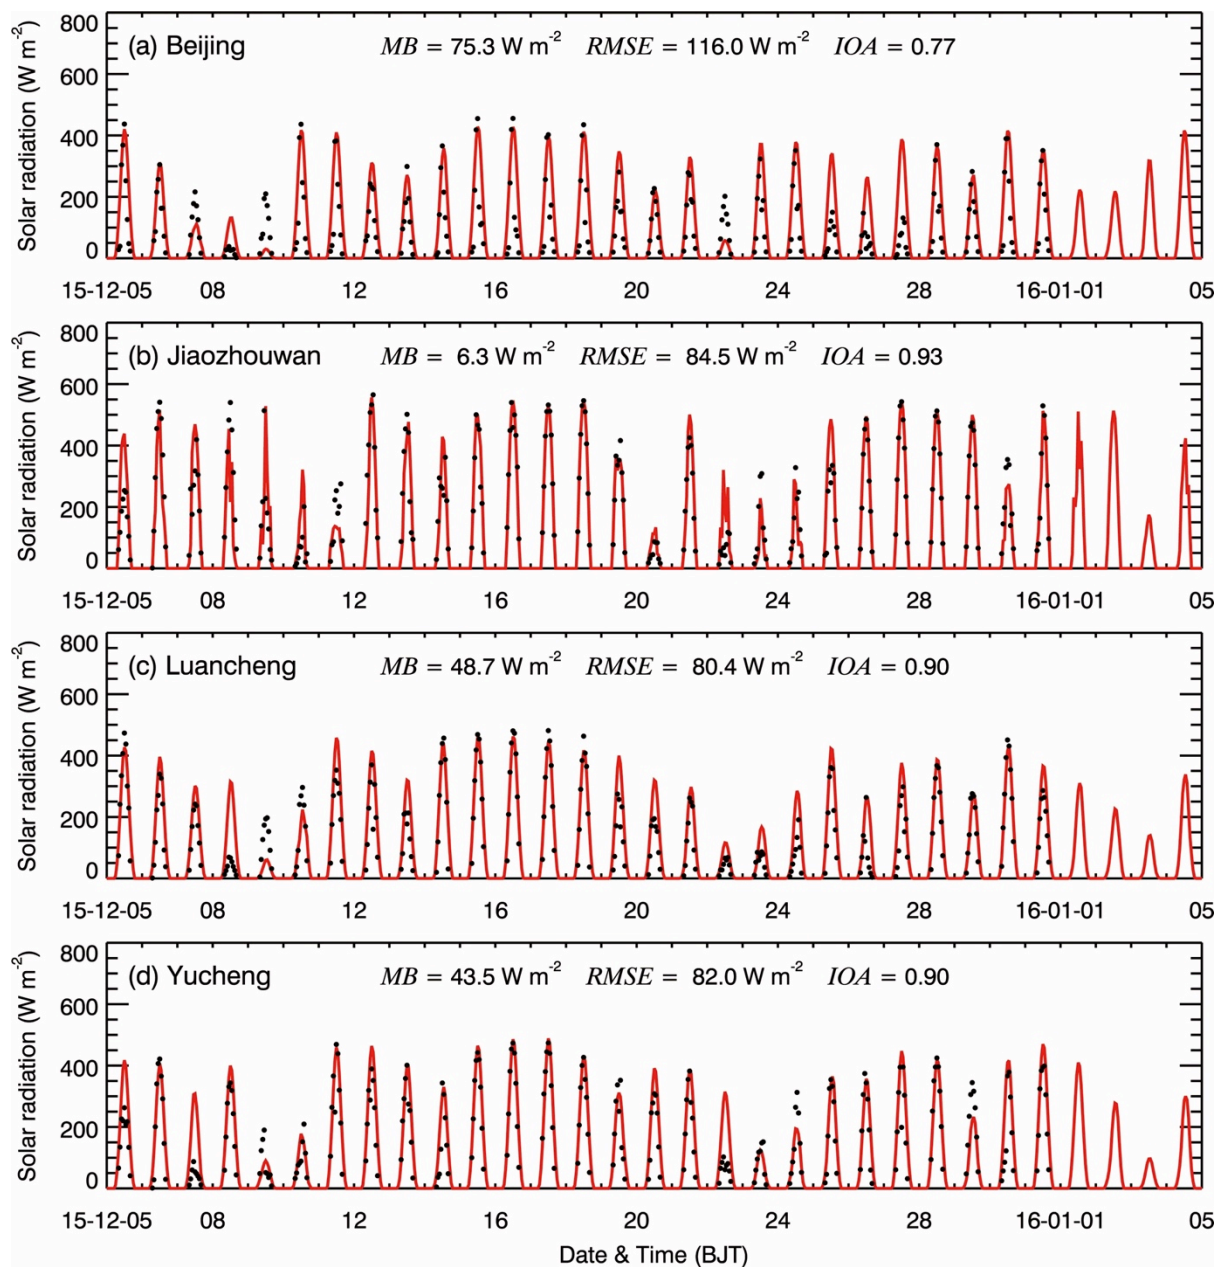 (a) Beijing MB = 75.3 W m-2 RMSE = 116.0 W m-2 IOA = 0.77
Solar radiation (W m-2)
800
600
400
200
0
15-12-05 08 12 16 20 24 28 16-01-01 05
(b) Jiaozhouwan MB = 6.3 W m-2 RMSE = 84.5 W m-2 IOA = 0.93
Solar radiation (W m-2)
800
600
400
200
0
15-12-05 08 12 16 20 24 28 16-01-01 05
(c) Luancheng MB = 48.7 W m-2 RMSE = 80.4 W m-2 IOA = 0.90
Solar radiation (W m-2)
800
600
400
200
0
15-12-05 08 12 16 20 24 28 16-01-01 05
(d) Yucheng MB = 43.5 W m-2 RMSE = 82.0 W m-2 IOA = 0.90
Solar radiation (W m-2)
800
600
400
200
0
15-12-05 08 12 16 20 24 28 16-01-01 05
Date & Time (BJT)